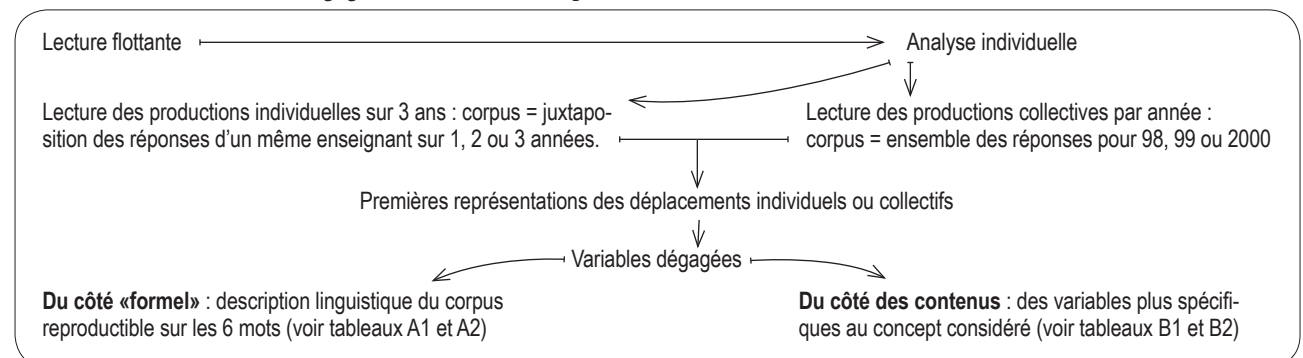 Lecture flottante
Analyse individuelle
Lecture des productions individuelles sur 3 ans : corpus = juxtapo-
sition des réponses d'un même enseignant sur 1, 2 ou 3 années.
Lecture des productions collectives par année :
corpus = ensemble des réponses pour 98, 99 ou 2000
Premières représentations des déplacements individuels ou collectifs
Variables dégagées
Du côté «formel» : description linguistique du corpus
reproductible sur les 6 mots (voir tableaux A1 et A2)
Du côté des contenus : des variables plus spécifi-
ques au concept considéré (voir tableaux B1 et B2)